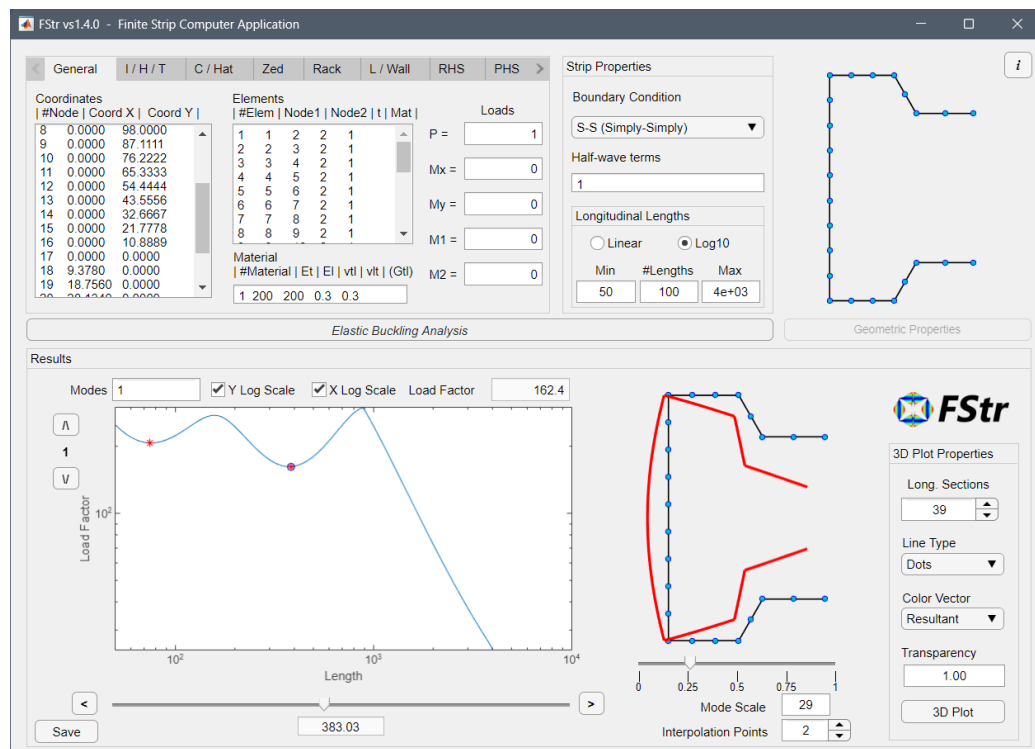 FStr vs1.4.0 - Finite Strip Computer Application
General I / H / T C / Hat Zed Rack L / Wall RHS PHS
Coordinates
| #Node | Coord X | Coord Y |
8 0.0000 98.0000
9 0.0000 87.1111
10 0.0000 76.2222
11 0.0000 65.3333
12 0.0000 54.4444
13 0.0000 43.5556
14 0.0000 32.6667
15 0.0000 21.7778
16 0.0000 10.8889
17 0.0000 0.0000
18 9.3780 0.0000
19 18.7560 0.0000
Elements
| #Elem | Node1 | Node2 | t | Mat |
1 1 2 2 1
2 2 3 2 1
3 3 4 2 1
4 4 5 2 1
5 5 6 2 1
6 6 7 2 1
7 7 8 2 1
8 8 9 2 1
Material
| #Material | Et | El | vtl | vlt | (Gtl)
1 200 200 0.3 0.3
Loads
P = 1
Mx = 0
My = 0
M1 = 0
M2 = 0
Strip Properties
Boundary Condition
S-S (Simply-Simply)
Half-wave terms
1
Longitudinal Lengths
Linear Log10
Min #Lengths Max
50 100 4e+03
i
Elastic Buckling Analysis
Geometric Properties
Results
Modes 1 Y Log Scale X Log Scale Load Factor 162.4
/\
1
\/
Load Factor
10²
10² 10³ 10⁴
Length
< >
383.03
Save
0 0.25 0.5 0.75 1
Mode Scale 29
Interpolation Points 2
FStr
3D Plot Properties
Long. Sections
39
Line Type
Dots
Color Vector
Resultant
Transparency
1.00
3D Plot